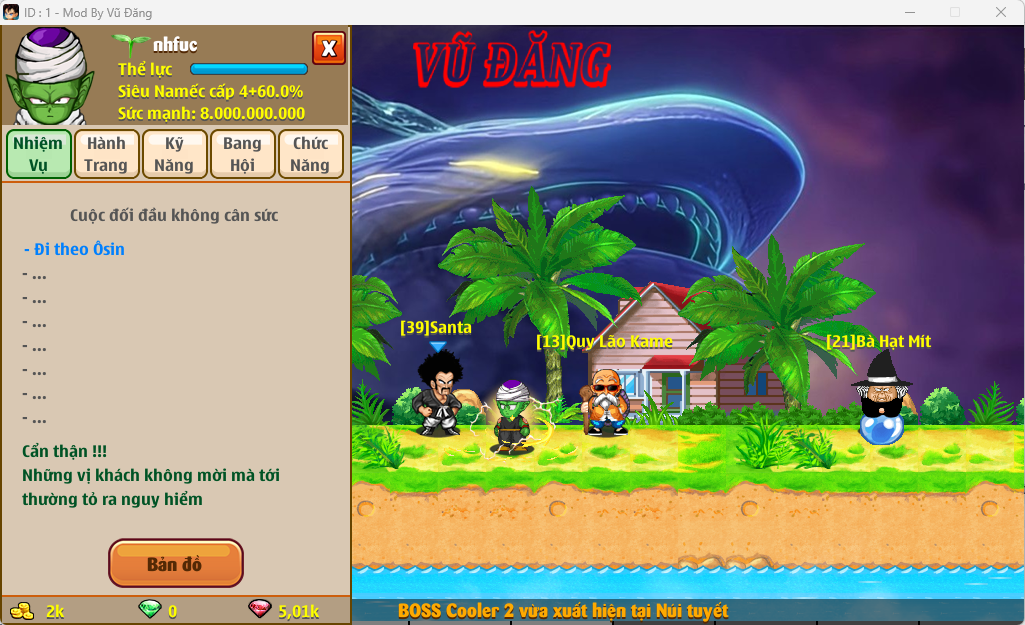 ID : 1 - Mod By Vũ Đăng
nhfuc
X
Thể lực
Siêu Namếc cấp 4+60.0%
Sức mạnh: 8.000.000.000
Nhiệm Vụ
Hành Trang
Kỹ Năng
Bang Hội
Chức Năng
Cuộc đối đầu không cân sức
- Đi theo Ôsin
- ...
- ...
- ...
- ...
- ...
- ...
- ...
Cẩn thận !!!
Những vị khách không mời mà tới
thường tỏ ra nguy hiểm
Bản đồ
2k
0
5,01k
VŨ ĐĂNG
[39]Santa
[13]Quy Lão Kame
[21]Bà Hạt Mít
BOSS Cooler 2 vừa xuất hiện tại Núi tuyết